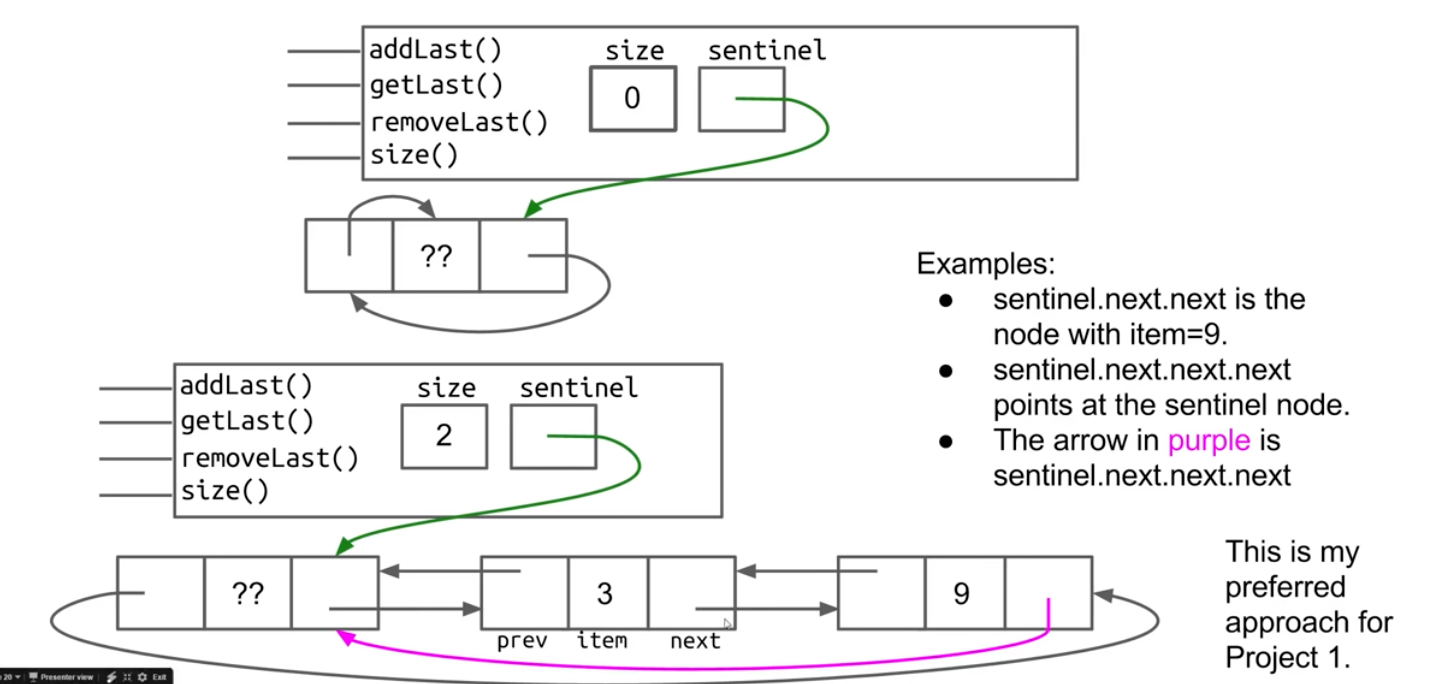 addLast()
size
sentinel
getLast()
0
removeLast()
size()
??
Examples:
● sentinel.next.next is the
node with item=9.
● sentinel.next.next.next
points at the sentinel node.
● The arrow in purple is
sentinel.next.next.next
addLast()
size
sentinel
getLast()
2
removeLast()
size()
??
3
9
prev
item
next
This is my
preferred
approach for
Project 1.
20
Presenter view
Exit